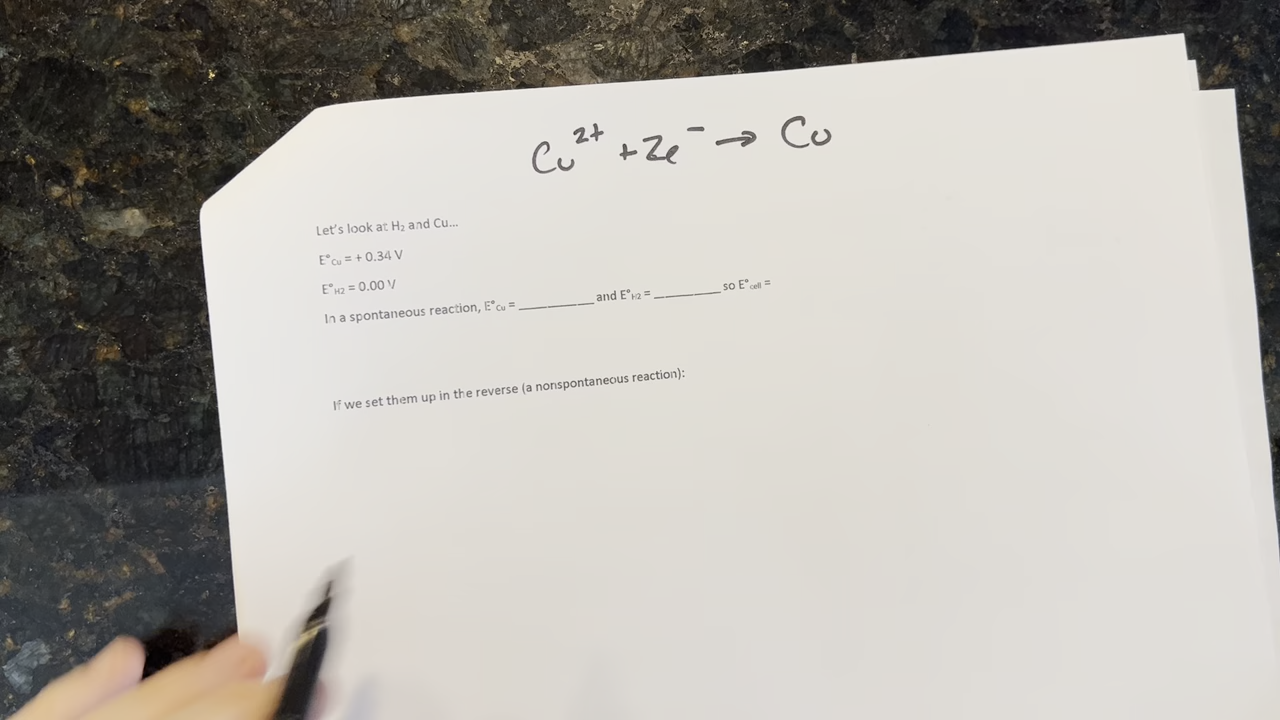 Cu²⁺ + 2e⁻ → Cu
Let's look at H₂ and Cu...
E°Cu = + 0.34 V
E°H2 = 0.00 V
In a spontaneous reaction, E°Cu = __________ and E°H2 = _________ so E°cell =
If we set them up in the reverse (a nonspontaneous reaction):